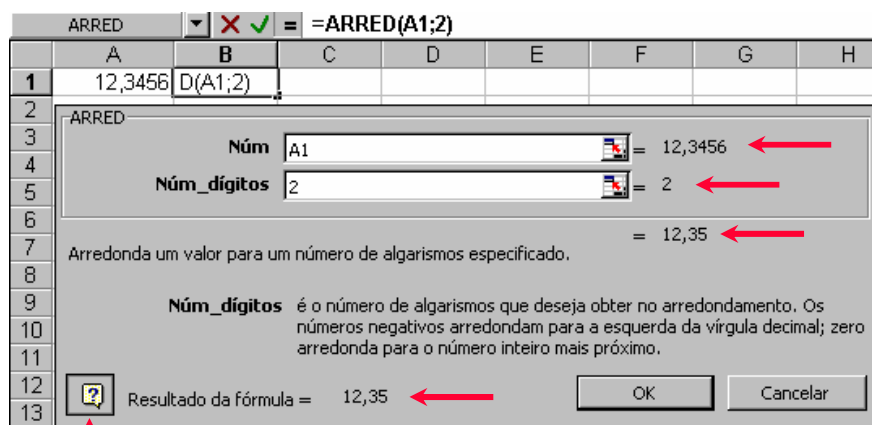 ARRED = =ARRED(A1;2)
A B C D E F G H
1 12,3456 D(A1;2)
2
ARRED
3 Núm A1 = 12,3456
4
5 Núm_dígitos 2 = 2
6
= 12,35
7 Arredonda um valor para um número de algarismos especificado.
8
9 Núm_dígitos é o número de algarismos que deseja obter no arredondamento. Os
10 números negativos arredondam para a esquerda da vírgula decimal; zero
11 arredonda para o número inteiro mais próximo.
12 ? Resultado da fórmula = 12,35 OK Cancelar
13